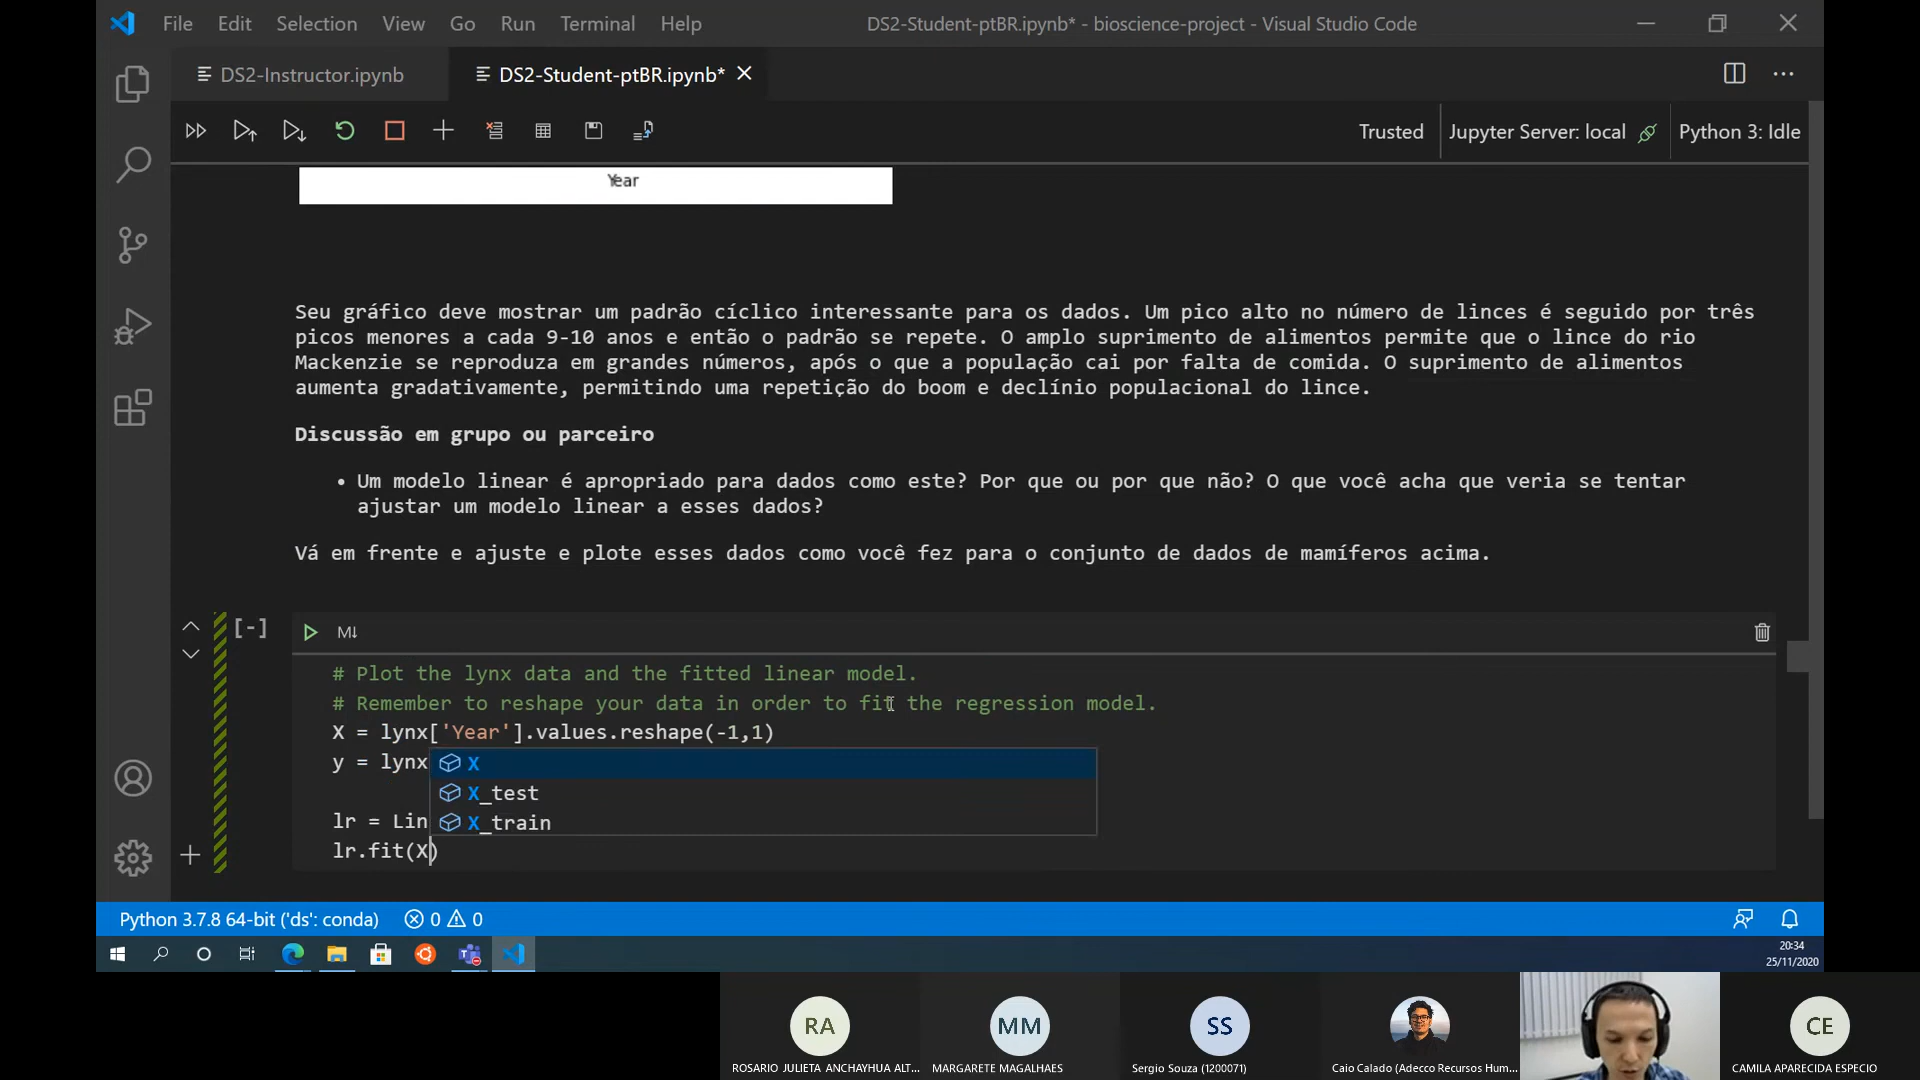 File Edit Selection View Go Run Terminal Help
DS2-Student-ptBR.ipynb* - bioscience-project - Visual Studio Code
DS2-Instructor.ipynb
DS2-Student-ptBR.ipynb*
Trusted
Jupyter Server: local
Python 3: Idle
Year
Seu gráfico deve mostrar um padrão cíclico interessante para os dados. Um pico alto no número de linces é seguido por três
picos menores a cada 9-10 anos e então o padrão se repete. O amplo suprimento de alimentos permite que o lince do rio
Mackenzie se reproduza em grandes números, após o que a população cai por falta de comida. O suprimento de alimentos
aumenta gradativamente, permitindo uma repetição do boom e declínio populacional do lince.
Discussão em grupo ou parceiro
• Um modelo linear é apropriado para dados como este? Por que ou por que não? O que você acha que veria se tentar
ajustar um modelo linear a esses dados?
Vá em frente e ajuste e plote esses dados como você fez para o conjunto de dados de mamíferos acima.
[-]
M↓
# Plot the lynx data and the fitted linear model.
# Remember to reshape your data in order to fit the regression model.
X = lynx['Year'].values.reshape(-1,1)
y = lynx
X
X_test
lr = Lin
X_train
lr.fit(X)
Python 3.7.8 64-bit ('ds': conda)
0
0
20:34
25/11/2020
RA
MM
SS
CE
ROSARIO JULIETA ANCHAYHUA ALT...
MARGARETE MAGALHAES
Sergio Souza (1200071)
Caio Calado (Adecco Recursos Hum...
CAMILA APARECIDA ESPECIO